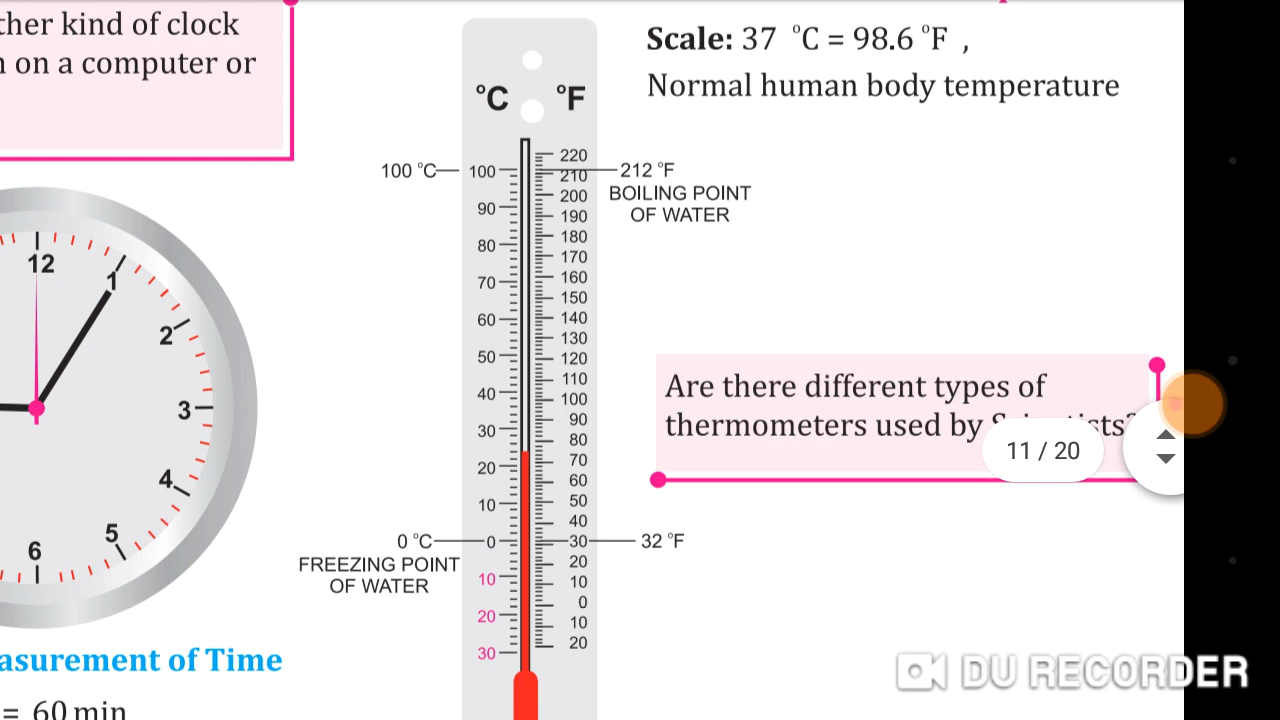 ther kind of clock
on a computer or
12
1
2
3
4
5
6
asurement of Time
= 60 min
°C °F
100 °C
100
90
80
70
60
50
40
30
20
10
0
10
20
30
220
210
200
190
180
170
160
150
140
130
120
110
100
90
80
70
60
50
40
30
20
10
0
10
20
212 °F
BOILING POINT
OF WATER
0 °C
FREEZING POINT
OF WATER
32 °F
Scale: 37 °C = 98.6 °F ,
Normal human body temperature
Are there different types of
thermometers used by
11 / 20
DU RECORDER